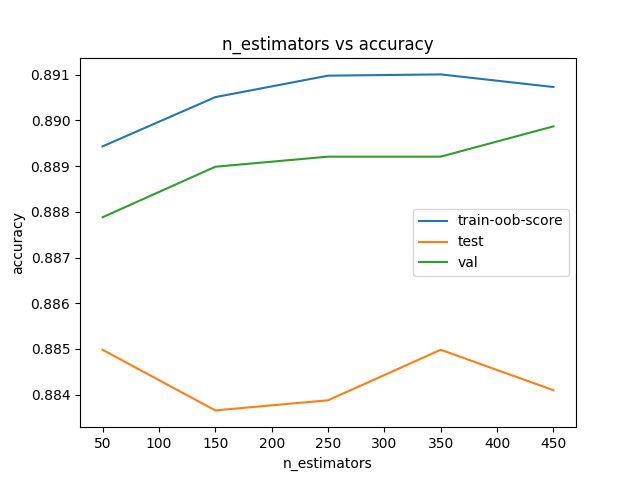 n_estimators vs accuracy
0.891
0.890
0.889
0.888
0.887
0.886
0.885
0.884
accuracy
train-oob-score
test
val
50 100 150 200 250 300 350 400 450
n_estimators